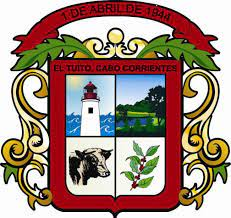 1 DE ABRIL DE 1844
EL TUITO, CABO CORRIENTES